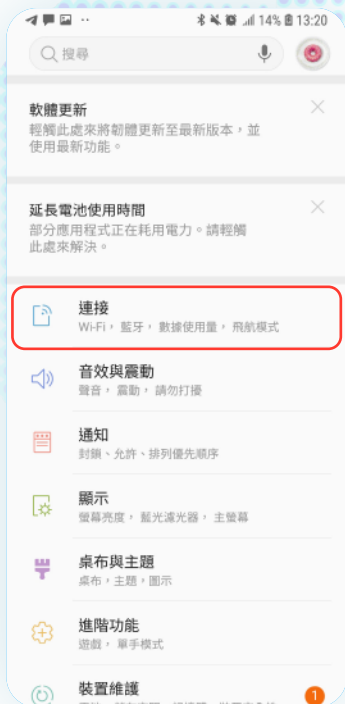 14% 13:20
搜尋
軟體更新
輕觸此處來將韌體更新至最新版本，並
使用最新功能。
延長電池使用時間
部分應用程式正在耗用電力。請輕觸
此處來解決。
連接
Wi-Fi， 藍牙， 數據使用量， 飛航模式
音效與震動
聲音， 震動， 請勿打擾
通知
封鎖、允許、排列優先順序
顯示
螢幕亮度， 藍光濾光器， 主螢幕
桌布與主題
桌布，主題，圖示
進階功能
遊戲， 單手模式
裝置維護
1